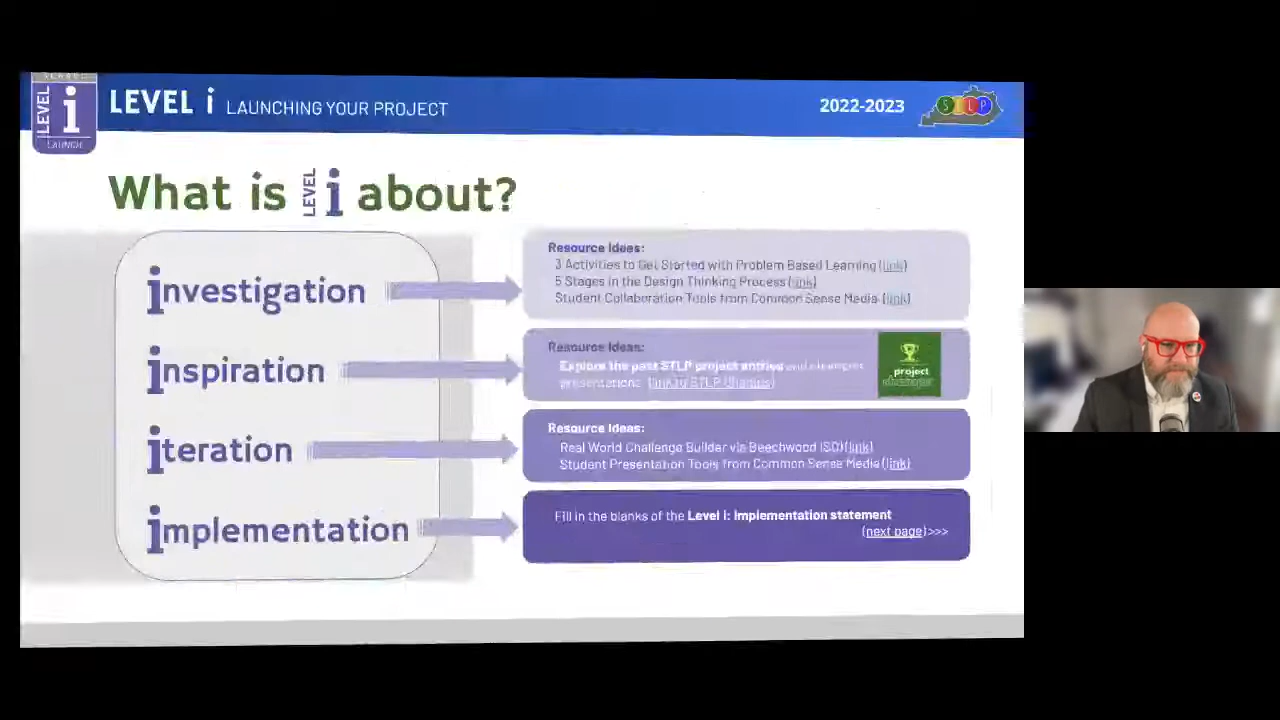 LEVEL i LAUNCH
LEVEL i LAUNCHING YOUR PROJECT
2022-2023
STLP
What is LEVEL i about?
investigation
Resource Ideas:
3 Activities to Get Started with Problem Based Learning (link)
5 Stages in the Design Thinking Process (link)
Student Collaboration Tools from Common Sense Media (link)
inspiration
Resource Ideas:
Explore the past STLP project entries and
presentations (link to STLP
project
iteration
Resource Ideas:
Real World Challenge Builder via Beechwood ISD) (link)
Student Presentation Tools from Common Sense Media (link)
implementation
Fill in the blanks of the Level i: Implementation statement
(next page)>>>